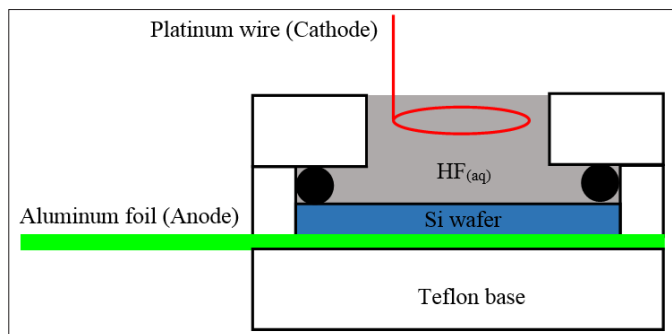 Platinum wire (Cathode)
HF(aq)
Aluminum foil (Anode)
Si wafer
Teflon base